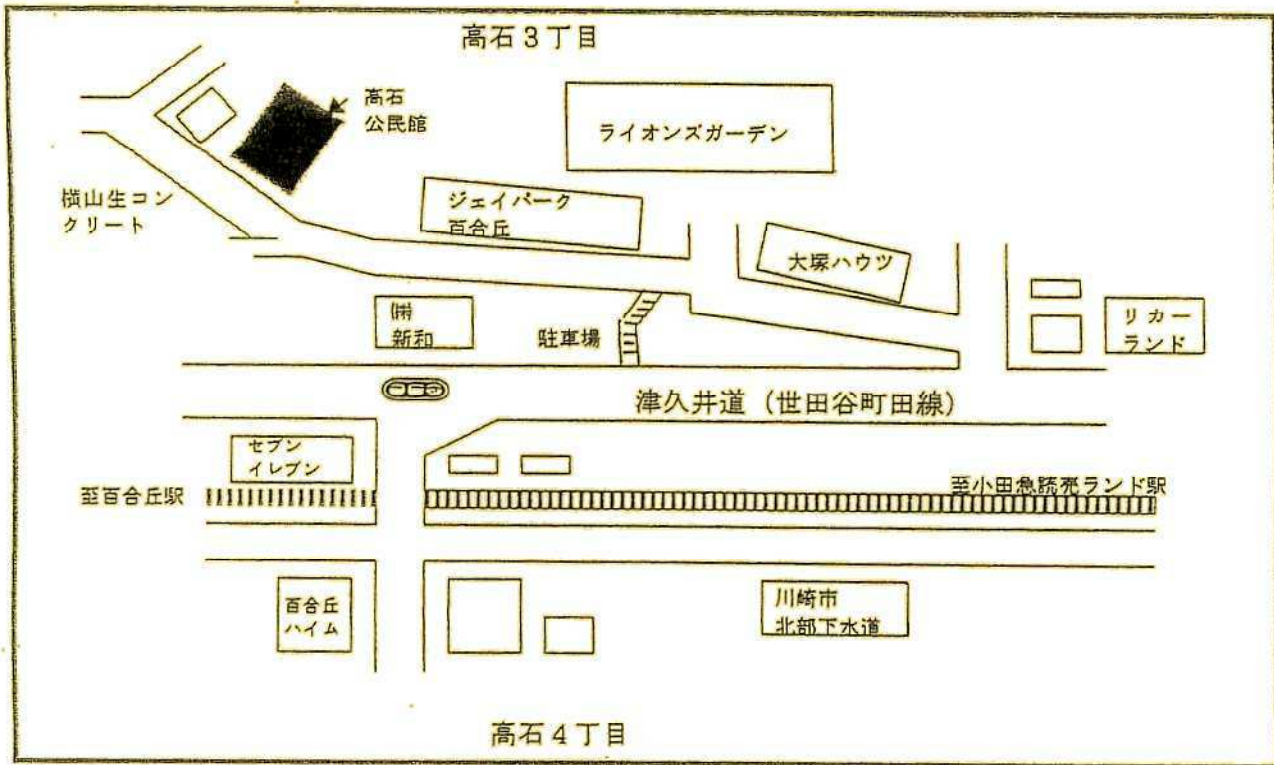 高石3丁目
高石
公民館
ライオンズガーデン
横山生コン
クリート
ジェイパーク
百合丘
大塚ハウツ
㈱
新和
駐車場
リカー
ランド
津久井道(世田谷町田線)
セブン
イレブン
至百合丘駅
至小田急読売ランド駅
百合丘
ハイム
川崎市
北部下水道
高石4丁目